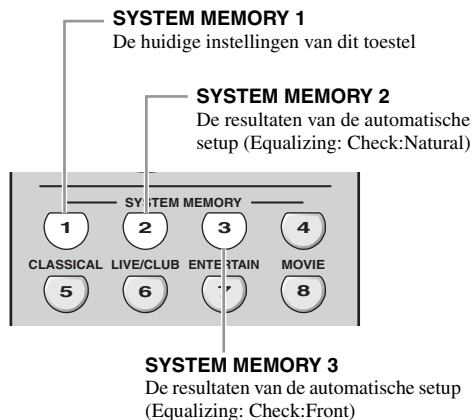 SYSTEM MEMORY 1
De huidige instellingen van dit toestel
SYSTEM MEMORY 2
De resultaten van de automatische
setup (Equalizing: Check:Natural)
SYSTEM MEMORY
1 2 3 4
CLASSICAL LIVE/CLUB ENTERTAIN MOVIE
5 6 7 8
SYSTEM MEMORY 3
De resultaten van de automatische setup
(Equalizing: Check:Front)